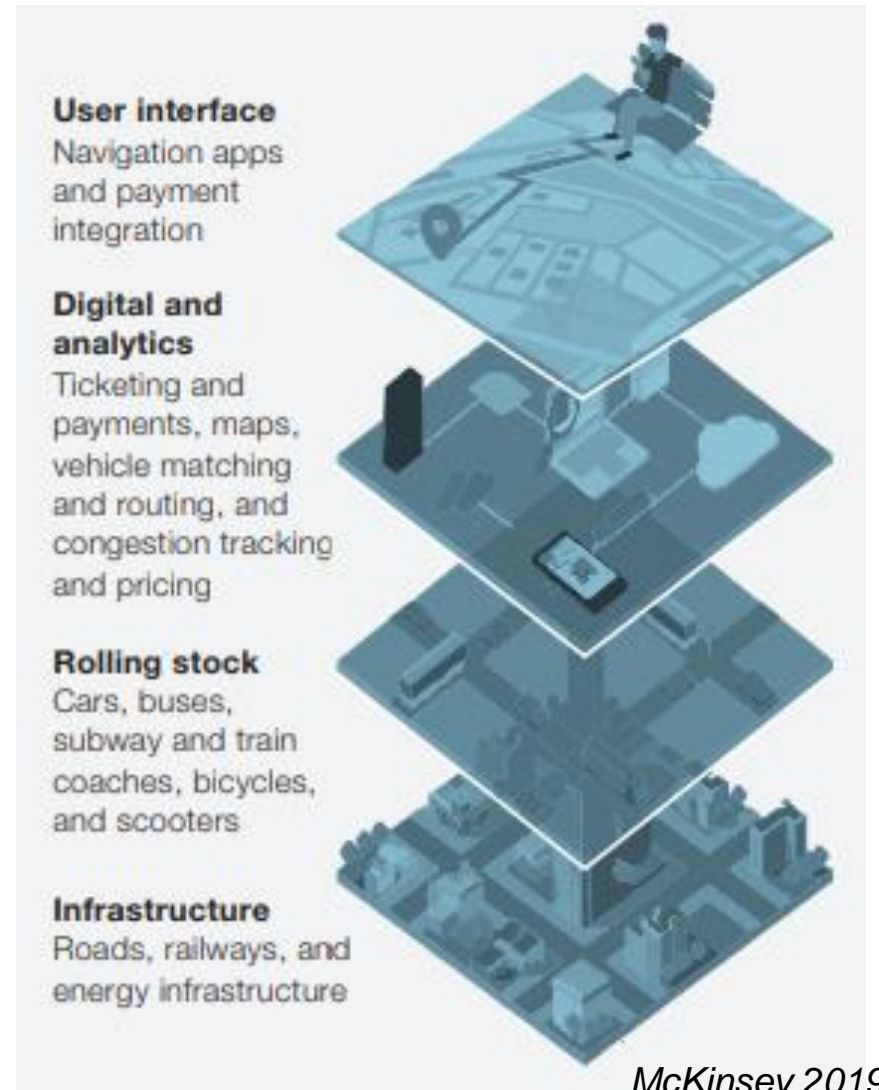 User interface
Navigation apps
and payment
integration
Digital and
analytics
Ticketing and
payments, maps,
vehicle matching
and routing, and
congestion tracking
and pricing
Rolling stock
Cars, buses,
subway and train
coaches, bicycles,
and scooters
Infrastructure
Roads, railways, and
energy infrastructure
McKinsey 2019